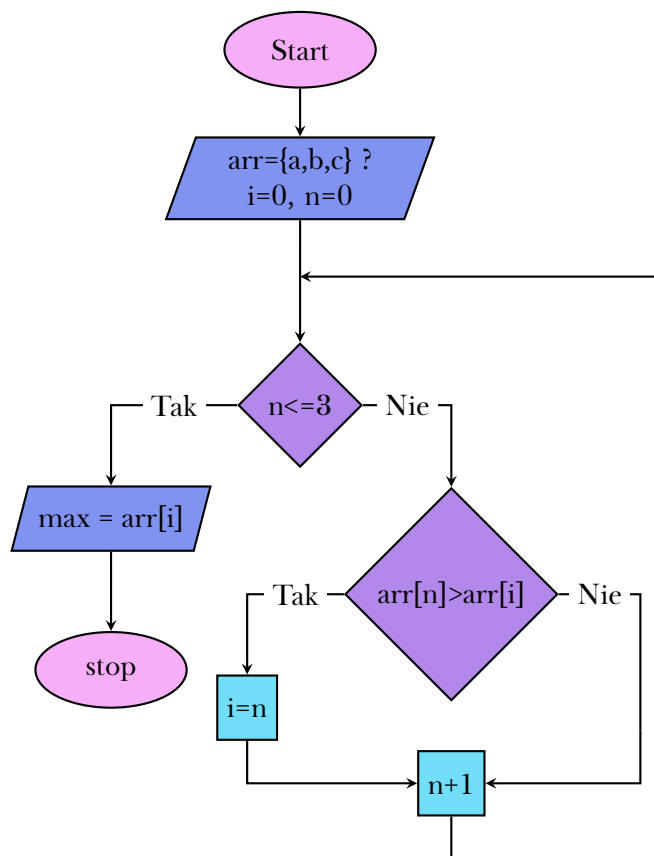 Start
arr={a,b,c} ?
i=0, n=0
Tak
n<=3
Nie
max = arr[i]
stop
Tak
arr[n]>arr[i]
Nie
i=n
n+1